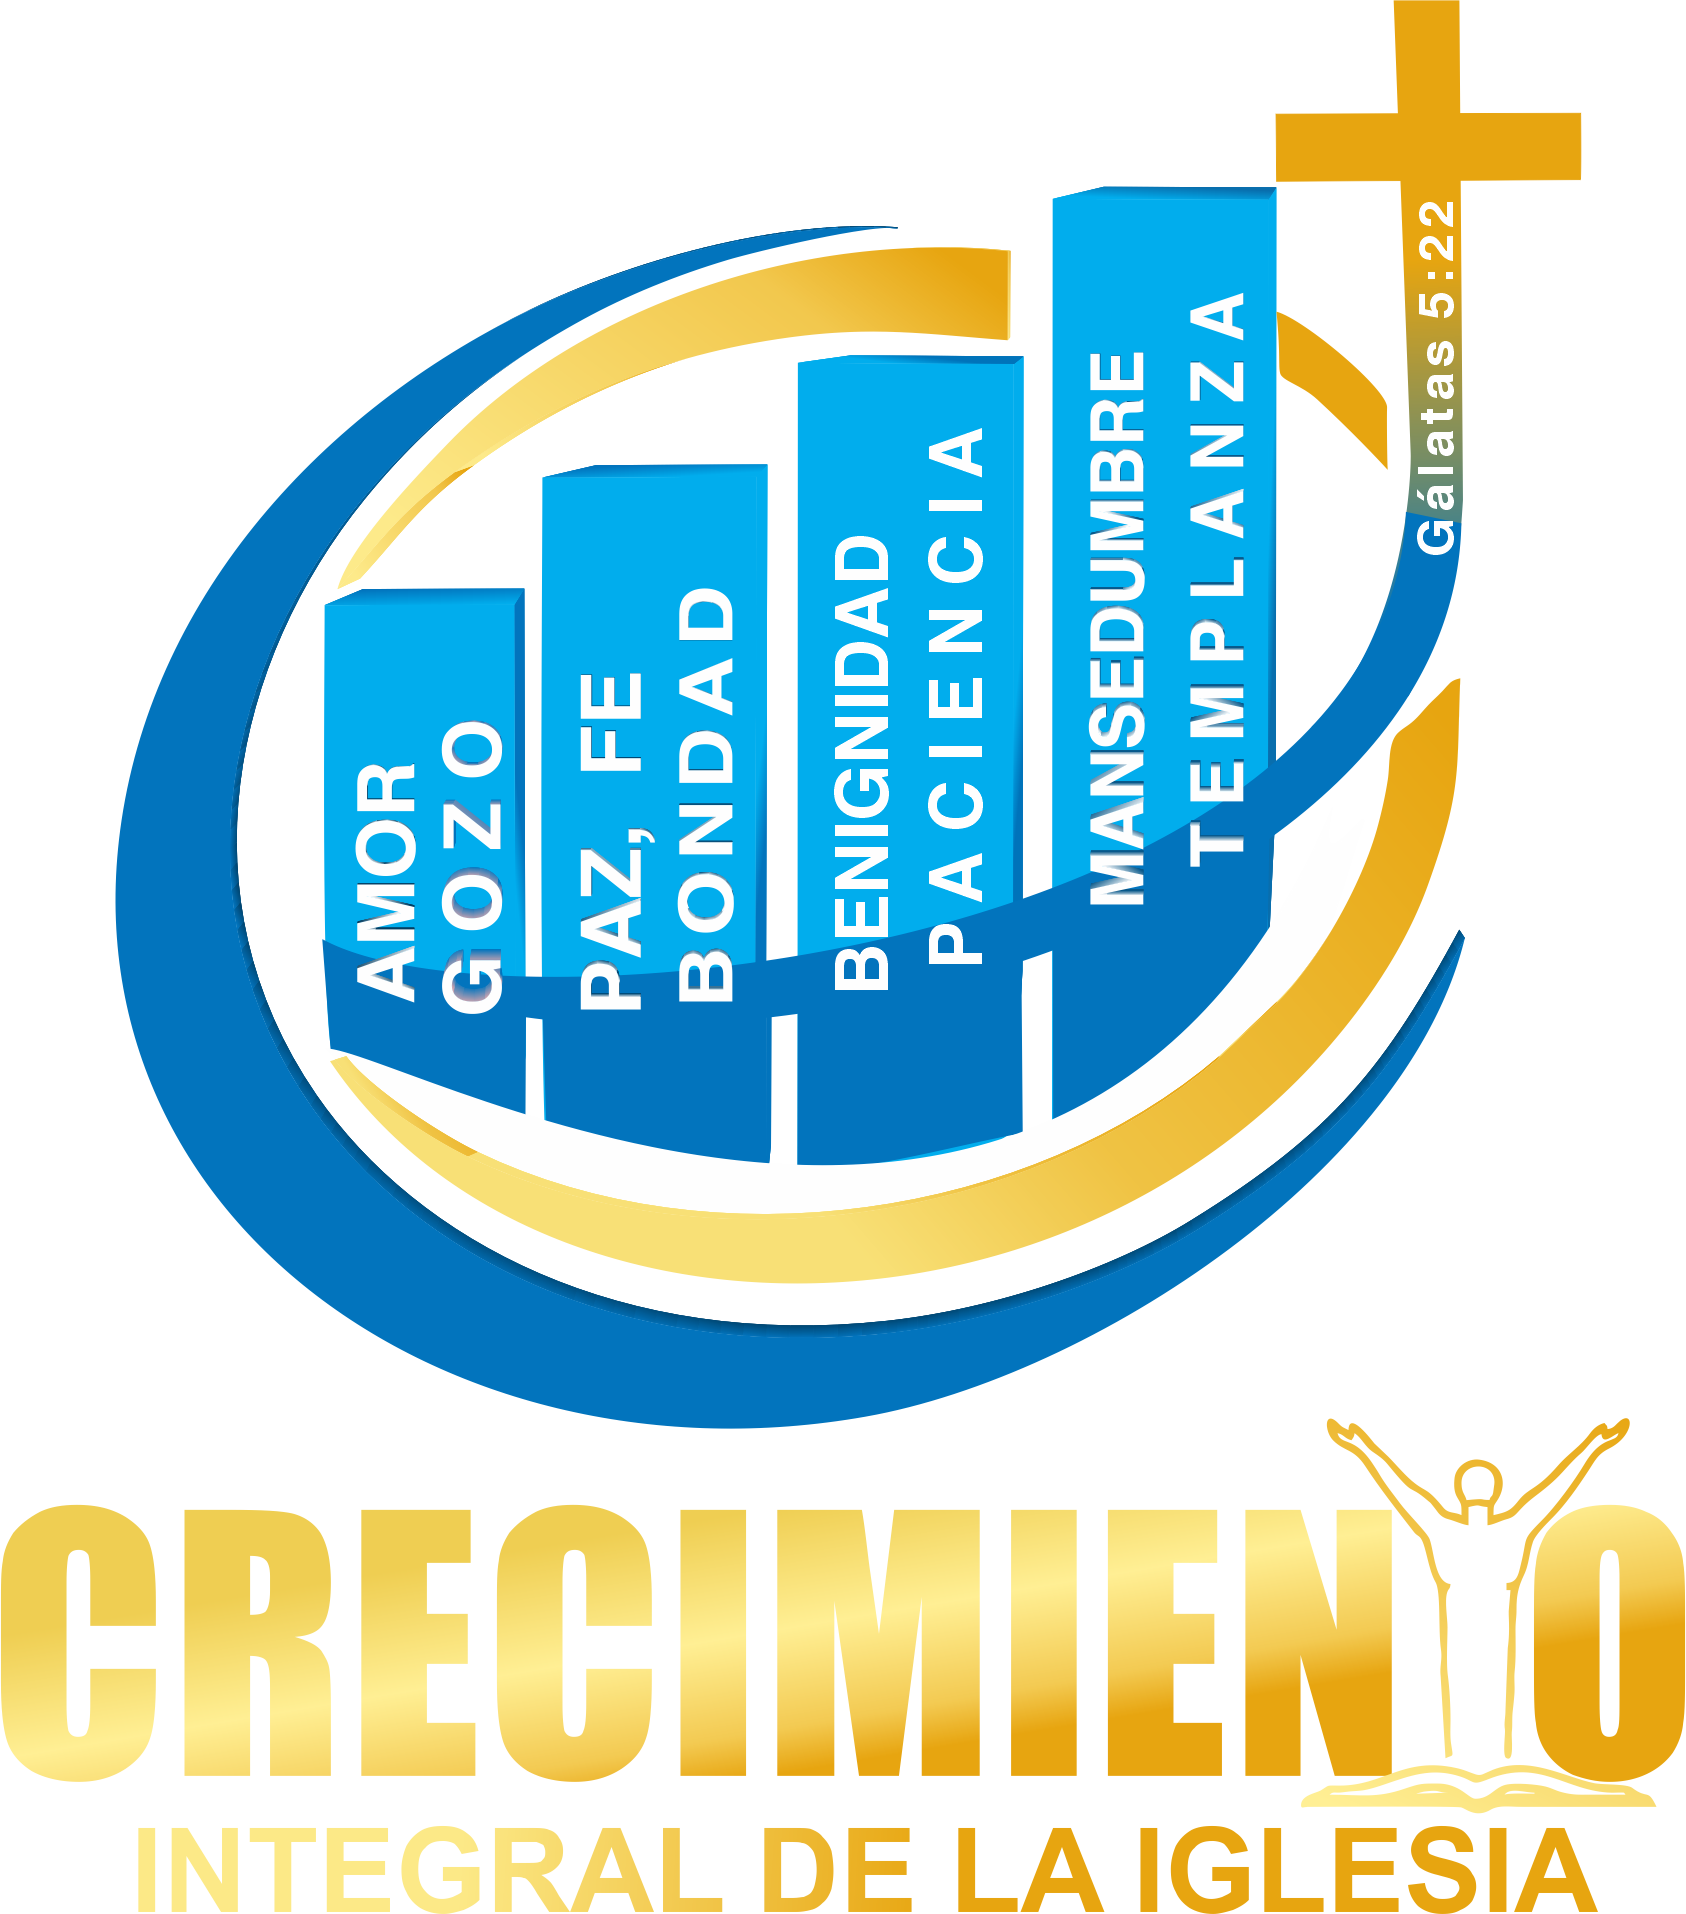 AMOR
GOZO
PAZ, FE
BONDAD
BENIGNIDAD
PACIENCIA
MANSEDUMBRE
TEMPLANZA
Gálatas 5:22
CRECIMIENTO
INTEGRAL DE LA IGLESIA